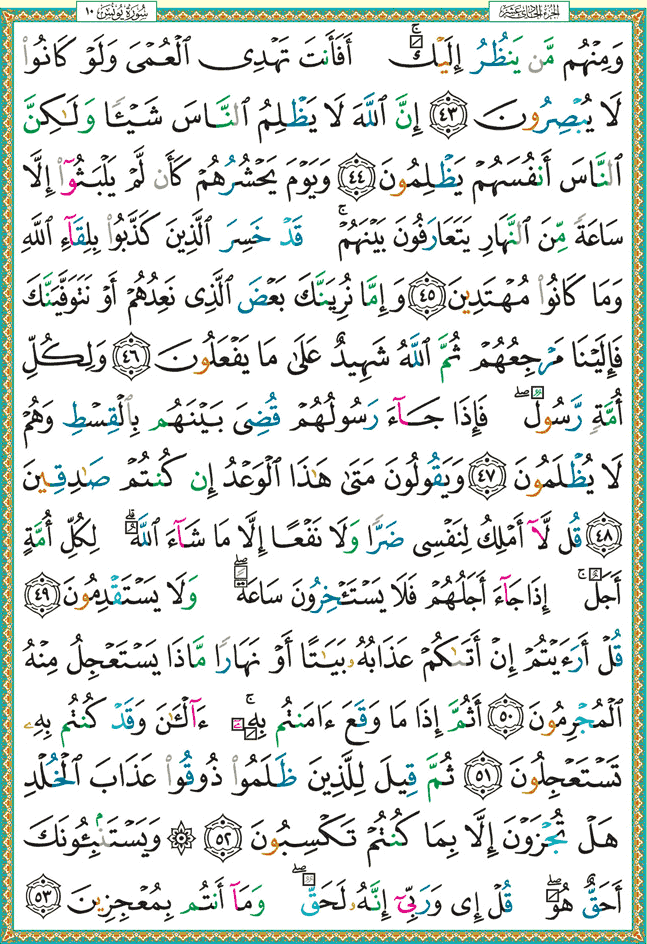 الجزء الحادي عشر
سورة يونس ١٠
وَمِنْهُم مَّن يَنظُرُ إِلَيْكَ ۚ أَفَأَنتَ تَهْدِى ٱلْعُمْىَ وَلَوْ كَانُوا۟
لَا يُبْصِرُونَ ﴿٤٣﴾ إِنَّ ٱللَّهَ لَا يَظْلِمُ ٱلنَّاسَ شَيْـًٔا وَلَـٰكِنَّ
ٱلنَّاسَ أَنفُسَهُمْ يَظْلِمُونَ ﴿٤٤﴾ وَيَوْمَ يَحْشُرُهُمْ كَأَن لَّمْ يَلْبَثُوٓا۟ إِلَّا
سَاعَةً مِّنَ ٱلنَّهَارِ يَتَعَارَفُونَ بَيْنَهُمْ ۚ قَدْ خَسِرَ ٱلَّذِينَ كَذَّبُوا۟ بِلِقَآءِ ٱللَّهِ
وَمَا كَانُوا۟ مُهْتَدِينَ ﴿٤٥﴾ وَإِمَّا نُرِيَنَّكَ بَعْضَ ٱلَّذِى نَعِدُهُمْ أَوْ نَتَوَفَّيَنَّكَ
فَإِلَيْنَا مَرْجِعُهُمْ ثُمَّ ٱللَّهُ شَهِيدٌ عَلَىٰ مَا يَفْعَلُونَ ﴿٤٦﴾ وَلِكُلِّ
أُمَّةٍ رَّسُولٌ ۖ فَإِذَا جَآءَ رَسُولُهُمْ قُضِىَ بَيْنَهُم بِٱلْقِسْطِ وَهُمْ
لَا يُظْلَمُونَ ﴿٤٧﴾ وَيَقُولُونَ مَتَىٰ هَـٰذَا ٱلْوَعْدُ إِن كُنتُمْ صَـٰدِقِينَ
﴿٤٨﴾ قُل لَّآ أَمْلِكُ لِنَفْسِى ضَرًّا وَلَا نَفْعًا إِلَّا مَا شَآءَ ٱللَّهُ ۗ لِكُلِّ أُمَّةٍ
أَجَلٌ ۚ إِذَا جَآءَ أَجَلُهُمْ فَلَا يَسْتَـْٔخِرُونَ سَاعَةً ۖ وَلَا يَسْتَقْدِمُونَ ﴿٤٩﴾
قُلْ أَرَءَيْتُمْ إِنْ أَتَىٰكُمْ عَذَابُهُۥ بَيَـٰتًا أَوْ نَهَارًا مَّاذَا يَسْتَعْجِلُ مِنْهُ
ٱلْمُجْرِمُونَ ﴿٥٠﴾ أَثُمَّ إِذَا مَا وَقَعَ ءَامَنتُم بِهِۦٓ ۚ ءَآلْـَٔـٰنَ وَقَدْ كُنتُم بِهِۦ
تَسْتَعْجِلُونَ ﴿٥١﴾ ثُمَّ قِيلَ لِلَّذِينَ ظَلَمُوا۟ ذُوقُوا۟ عَذَابَ ٱلْخُلْدِ
هَلْ تُجْزَوْنَ إِلَّا بِمَا كُنتُمْ تَكْسِبُونَ ﴿٥٢﴾ ۞ وَيَسْتَنۢبِـُٔونَكَ
أَحَقٌّ هُوَ ۖ قُلْ إِى وَرَبِّىٓ إِنَّهُۥ لَحَقٌّ ۖ وَمَآ أَنتُم بِمُعْجِزِينَ ﴿٥٣﴾